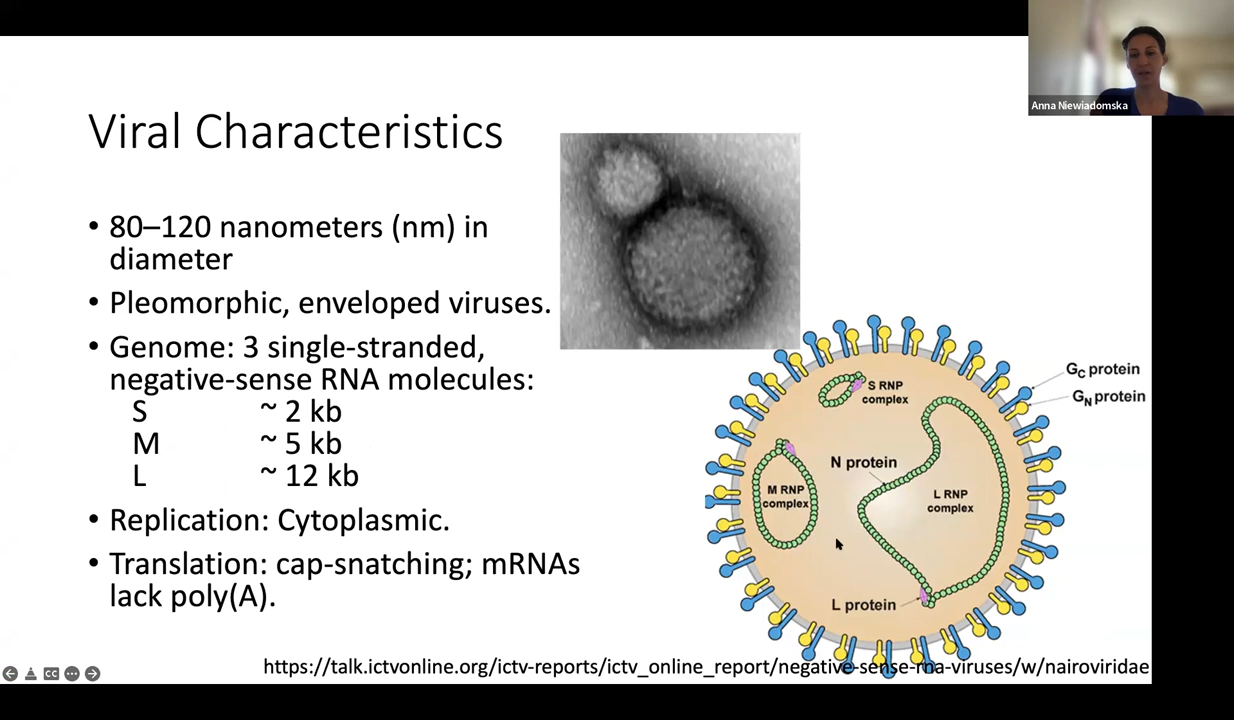 Anna Niewiadomska
Viral Characteristics
• 80–120 nanometers (nm) in
diameter
• Pleomorphic, enveloped viruses.
• Genome: 3 single-stranded,
negative-sense RNA molecules:
S ~ 2 kb
M ~ 5 kb
L ~ 12 kb
• Replication: Cytoplasmic.
• Translation: cap-snatching; mRNAs
lack poly(A).
S RNP
complex
GC protein
GN protein
N protein
M RNP
complex
L RNP
complex
L protein
https://talk.ictvonline.org/ictv-reports/ictv_online_report/negative-sense-rna-viruses/w/nairoviridae
CC